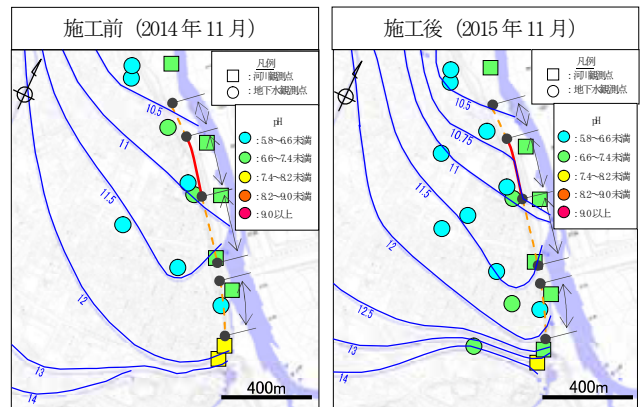 施工前（2014年11月）
凡例
：河川観測点
：地下水観測点
pH
：5.8～6.6未満
：6.6～7.4未満
：7.4～8.2未満
：8.2～9.0未満
：9.0以上
10.5
11
11.5
12
13
14
400m
施工後（2015年11月）
凡例
：河川観測点
：地下水観測点
pH
：5.8～6.6未満
：6.6～7.4未満
：7.4～8.2未満
：8.2～9.0未満
：9.0以上
10.5
10.75
11
11.5
12
12.5
13
14
400m